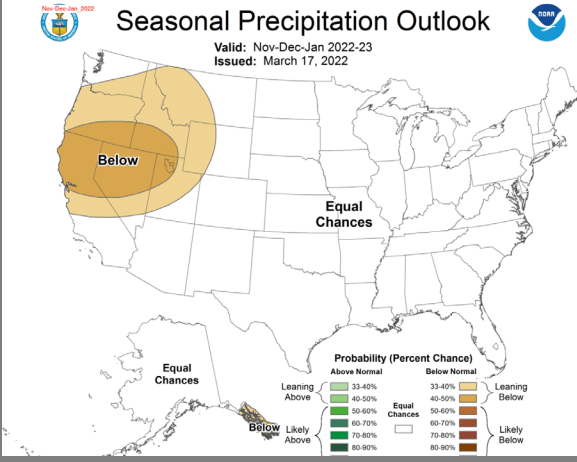 Nov-Dec-Jan, 2022
Seasonal Precipitation Outlook
NOAA
Valid: Nov-Dec-Jan 2022-23
Issued: March 17, 2022
Below
Equal
Chances
Equal
Chances
Below
Probability (Percent Chance)
Above Normal
Below Normal
Leaning
Above
33-40%
40-50%
Likely
Above
50-60%
60-70%
70-80%
80-90%
Equal
Chances
33-40%
40-50%
Leaning
Below
50-60%
60-70%
70-80%
80-90%
Likely
Below